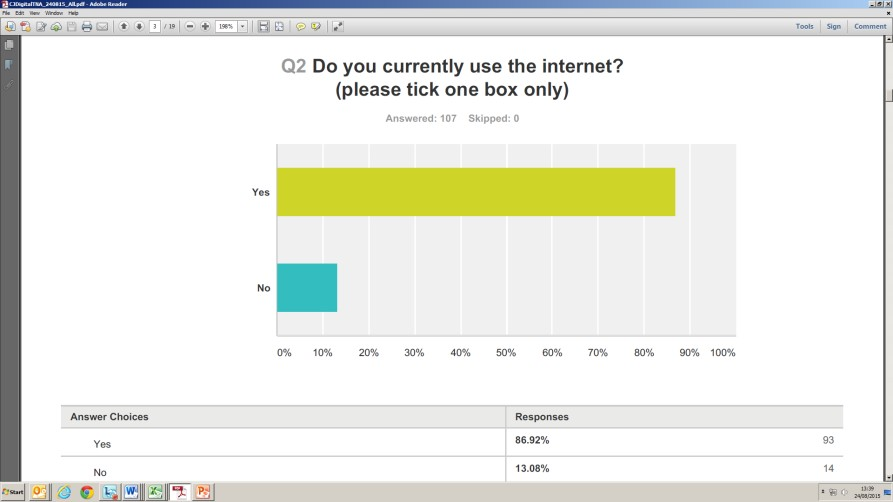 CJDigitalTNA_240815_All.pdf - Adobe Reader
File Edit View Window Help
3 / 19 198% Tools Sign Comment
Q2 Do you currently use the internet?
(please tick one box only)
Answered: 107 Skipped: 0
Yes
No
0% 10% 20% 30% 40% 50% 60% 70% 80% 90% 100%
Answer Choices Responses
Yes 86.92% 93
No 13.08% 14
Start 13:39
24/08/2015